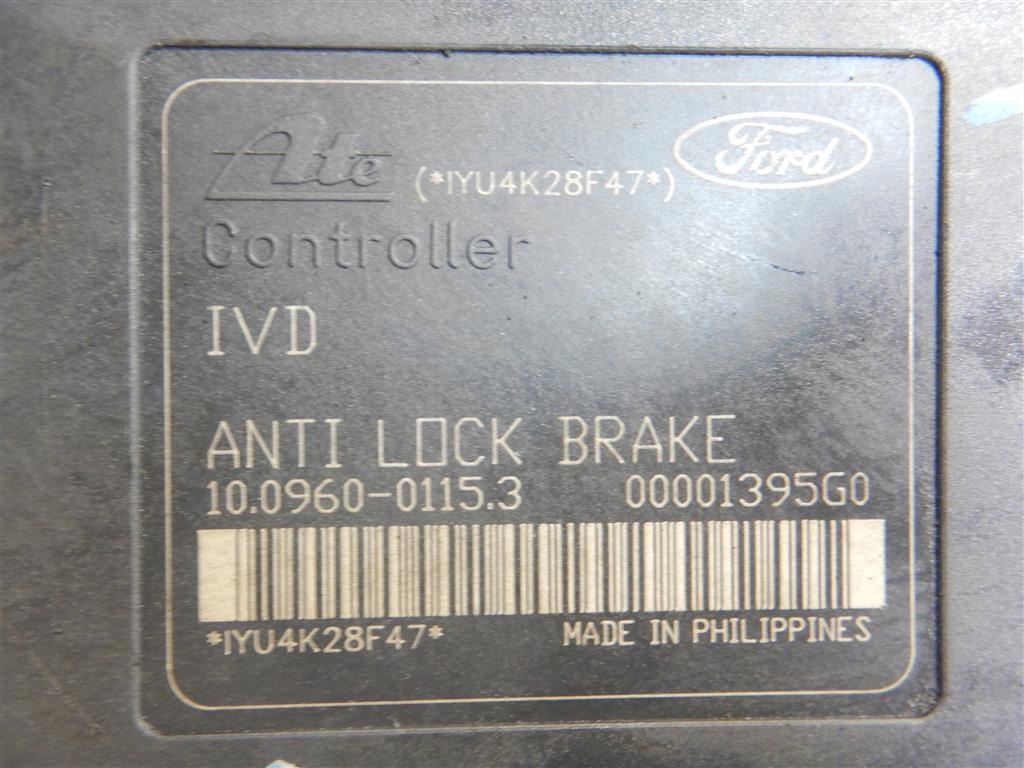 Ate (*IYU4K28F47*) Ford
Controller
IVD
ANTI LOCK BRAKE
10.0960-0115.3 00001395G0
*IYU4K28F47* MADE IN PHILIPPINES